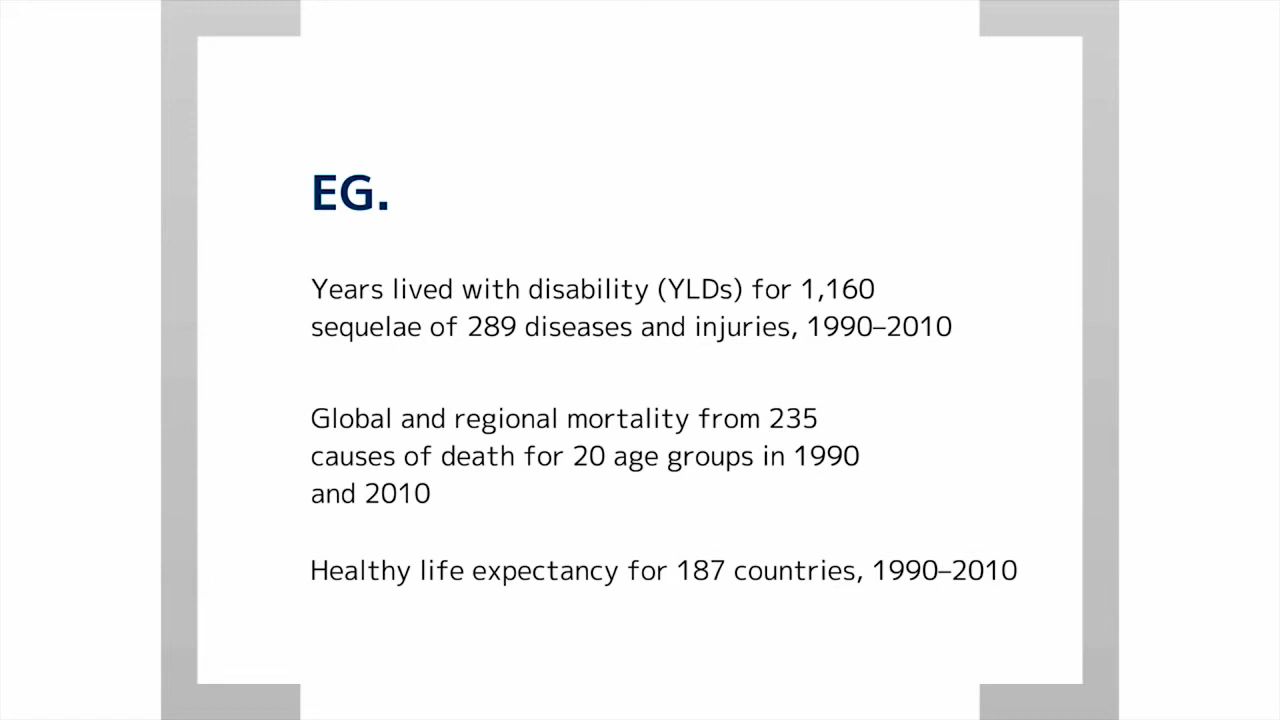 EG.
Years lived with disability (YLDs) for 1,160
sequelae of 289 diseases and injuries, 1990–2010
Global and regional mortality from 235
causes of death for 20 age groups in 1990
and 2010
Healthy life expectancy for 187 countries, 1990–2010